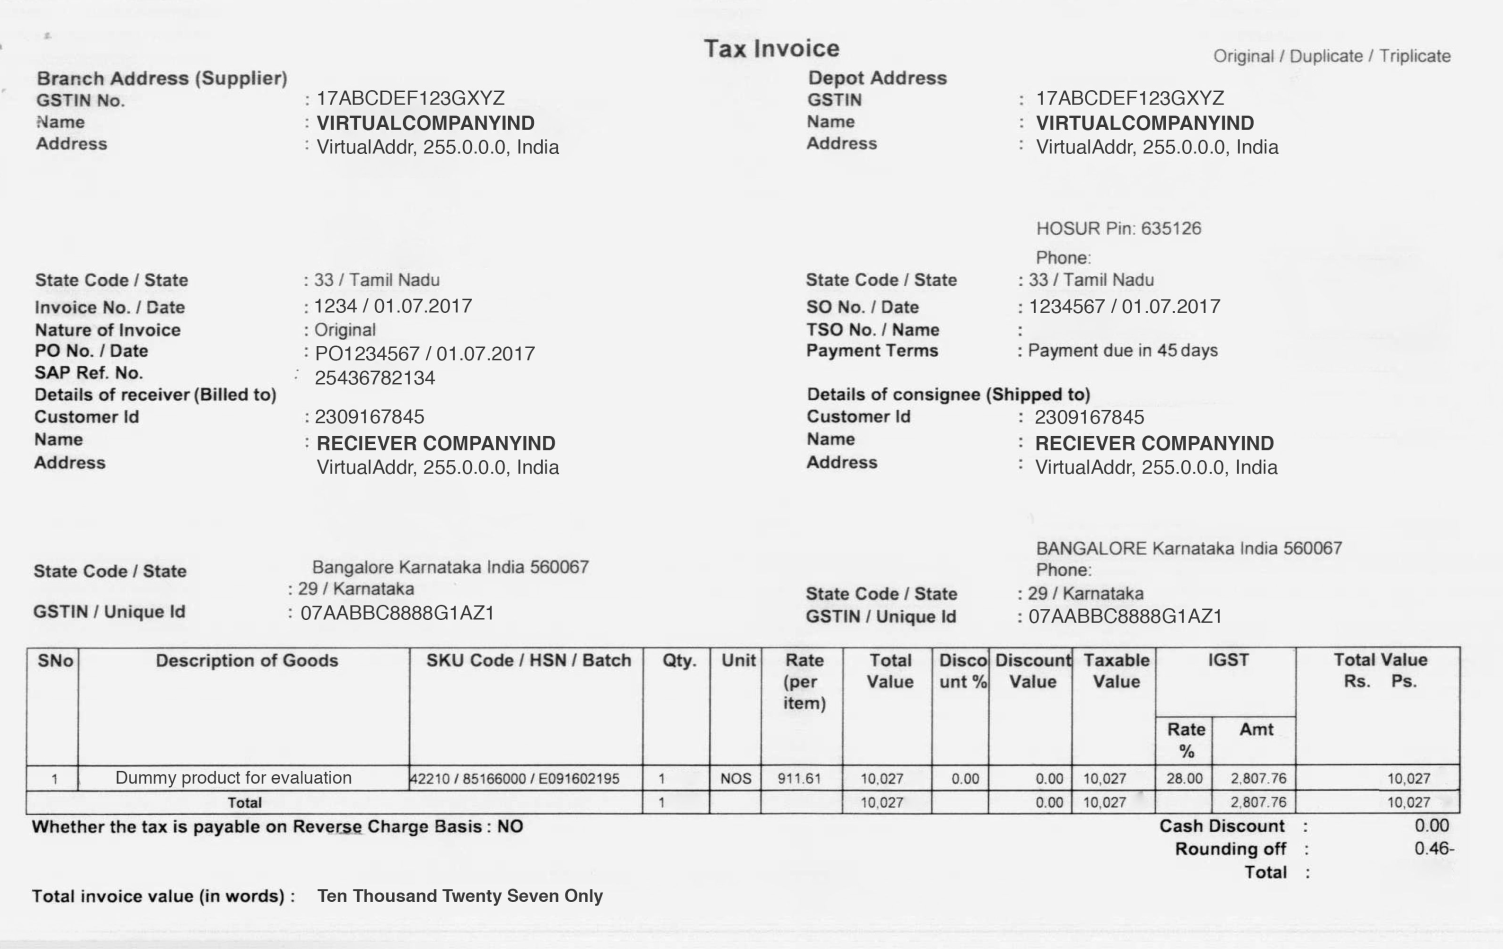 Tax Invoice
Original / Duplicate / Triplicate
Branch Address (Supplier)
GSTIN No. : 17ABCDEF123GXYZ
Name : VIRTUALCOMPANYIND
Address : VirtualAddr, 255.0.0.0, India
Depot Address
GSTIN : 17ABCDEF123GXYZ
Name : VIRTUALCOMPANYIND
Address : VirtualAddr, 255.0.0.0, India
HOSUR Pin: 635126
Phone:
State Code / State : 33 / Tamil Nadu
Invoice No. / Date : 1234 / 01.07.2017
Nature of Invoice : Original
PO No. / Date : PO1234567 / 01.07.2017
SAP Ref. No. : 25436782134
State Code / State : 33 / Tamil Nadu
SO No. / Date : 1234567 / 01.07.2017
TSO No. / Name :
Payment Terms : Payment due in 45 days
Details of receiver (Billed to)
Customer Id : 2309167845
Name : RECIEVER COMPANYIND
Address VirtualAddr, 255.0.0.0, India
Bangalore Karnataka India 560067
State Code / State : 29 / Karnataka
GSTIN / Unique Id : 07AABBC8888G1AZ1
Details of consignee (Shipped to)
Customer Id : 2309167845
Name : RECIEVER COMPANYIND
Address : VirtualAddr, 255.0.0.0, India
BANGALORE Karnataka India 560067
Phone:
State Code / State : 29 / Karnataka
GSTIN / Unique Id : 07AABBC8888G1AZ1
SNo Description of Goods SKU Code / HSN / Batch Qty. Unit Rate (per item) Total Value Disco unt % Discount Value Taxable Value IGST Total Value Rs. Ps.
Rate % Amt
1 Dummy product for evaluation 42210 / 85166000 / E091602195 1 NOS 911.61 10,027 0.00 0.00 10,027 28.00 2,807.76 10,027
Total 1 10,027 0.00 10,027 2,807.76 10,027
Whether the tax is payable on Reverse Charge Basis : NO
Cash Discount : 0.00
Rounding off : 0.46-
Total :
Total invoice value (in words) : Ten Thousand Twenty Seven Only